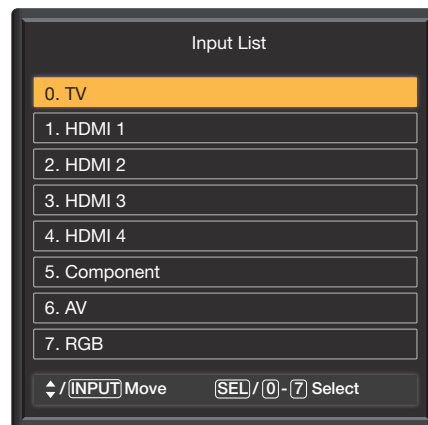 Input List
0. TV
1. HDMI 1
2. HDMI 2
3. HDMI 3
4. HDMI 4
5. Component
6. AV
7. RGB
/INPUT Move SEL/0-7 Select